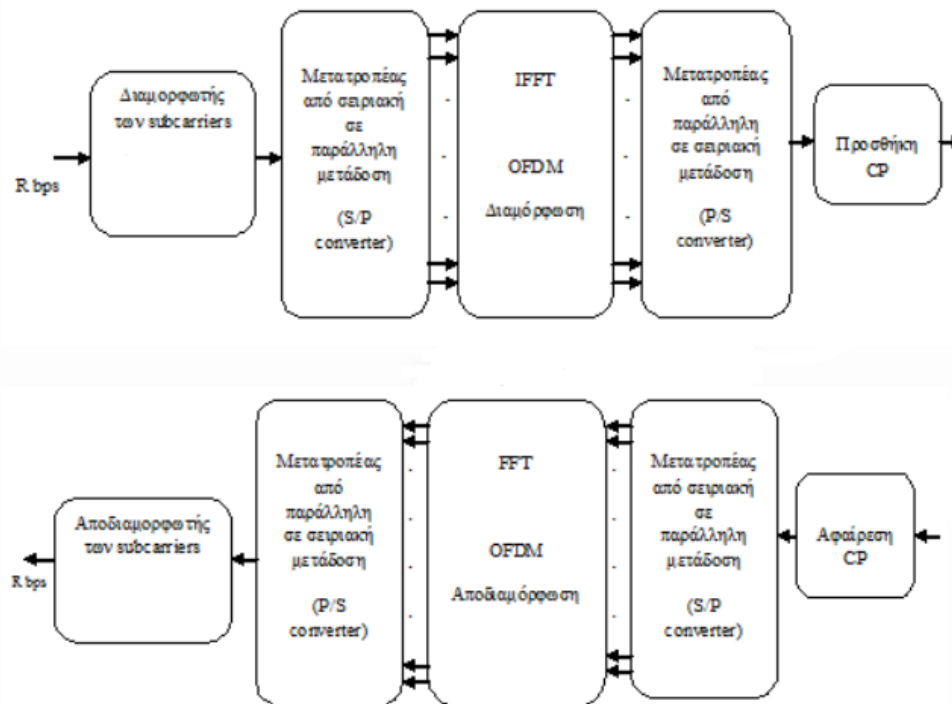 R bps
Διαμορφωτής
των subcarriers
Μετατροπέας
από σειριακή
σε
παράλληλη
μετάδοση
(S/P
converter)
IFFT
OFDM
Διαμόρφωση
Μετατροπέας
από
παράλληλη
σε σειριακή
μετάδοση
(P/S
converter)
Προσθήκη
CP
R bps
Αποδιαμορφωτής
των subcarriers
Μετατροπέας
από
παράλληλη
σε σειριακή
μετάδοση
(P/S
converter)
FFT
OFDM
Αποδιαμόρφωση
Μετατροπέας
από σειριακή
σε
παράλληλη
μετάδοση
(S/P
converter)
Αφαίρεση
CP